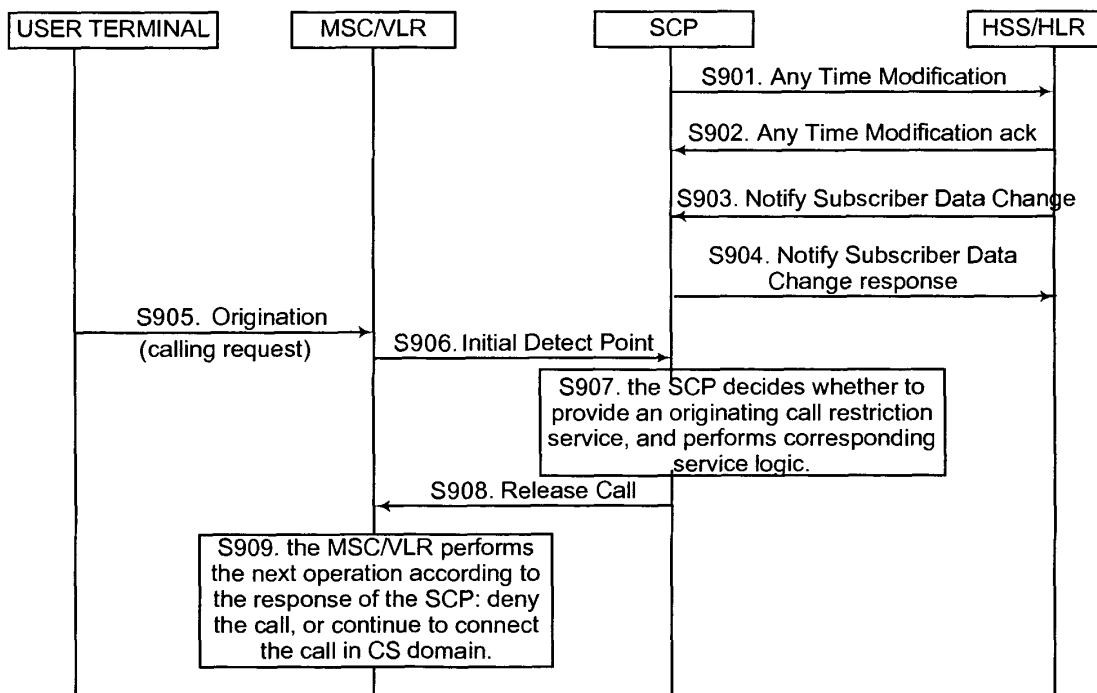 USER TERMINAL
MSC/VLR
SCP
HSS/HLR
S901. Any Time Modification
S902. Any Time Modification ack
S903. Notify Subscriber Data Change
S904. Notify Subscriber Data
Change response
S905. Origination
(calling request)
S906. Initial Detect Point
S907. the SCP decides whether to
provide an originating call restriction
service, and performs corresponding
service logic.
S908. Release Call
S909. the MSC/VLR performs
the next operation according to
the response of the SCP: deny
the call, or continue to connect
the call in CS domain.